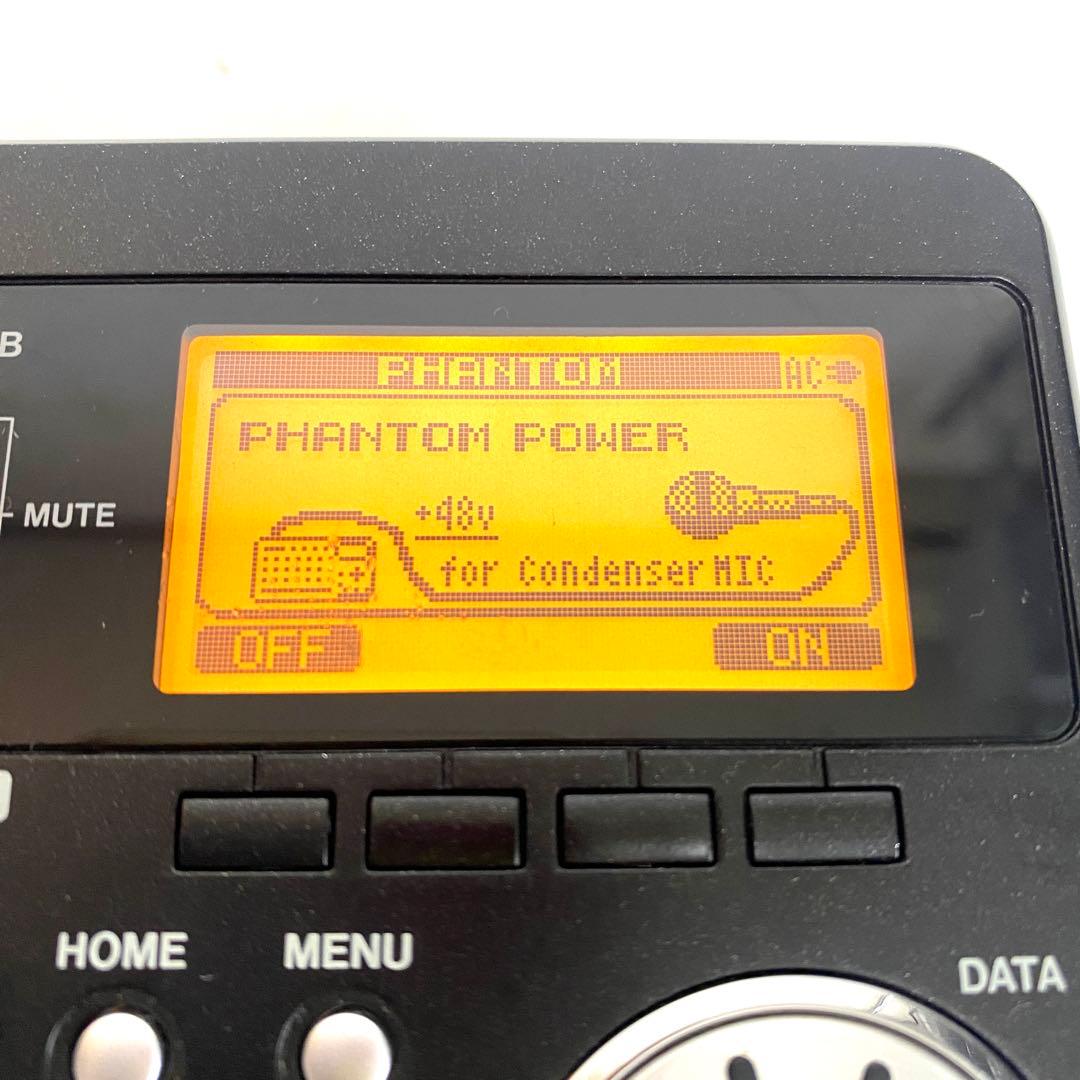 B
PHANTOM AC
PHANTOM POWER
+48v
MUTE
for Condenser MIC
OFF ON
HOME MENU
DATA